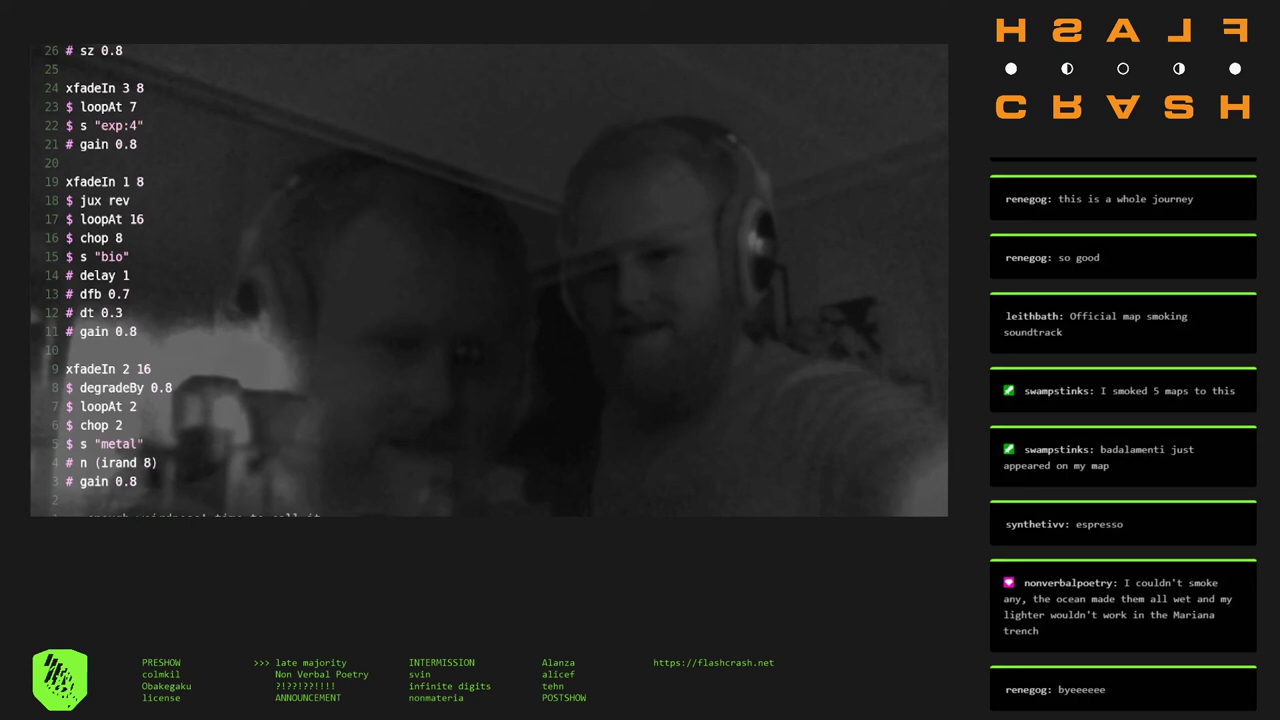 26 # sz 0.8
25
24 xfadeIn 3 8
23 $ loopAt 7
22 $ s "exp:4"
21 # gain 0.8
20
19 xfadeIn 1 8
18 $ jux rev
17 $ loopAt 16
16 $ chop 8
15 $ s "bio"
14 # delay 1
13 # dfb 0.7
12 # dt 0.3
11 # gain 0.8
10
9 xfadeIn 2 16
8 $ degradeBy 0.8
7 $ loopAt 2
6 $ chop 2
5 $ s "metal"
4 # n (irand 8)
3 # gain 0.8
2
FLASH
CRASH
renegog: this is a whole journey
renegog: so good
leithbath: Official map smoking
soundtrack
swampstinks: I smoked 5 maps to this
swampstinks: badalamenti just
appeared on my map
synthetivv: espresso
nonverbalpoetry: I couldn't smoke
any, the ocean made them all wet and my
lighter wouldn't work in the Mariana
trench
renegog: byeeeeee
PRESHOW
colmkil
Obakegaku
license
>>> late majority
Non Verbal Poetry
?!??!??!!!!
ANNOUNCEMENT
INTERMISSION
svin
infinite digits
nonmateria
Alanza
alicef
tehn
POSTSHOW
https://flashcrash.net